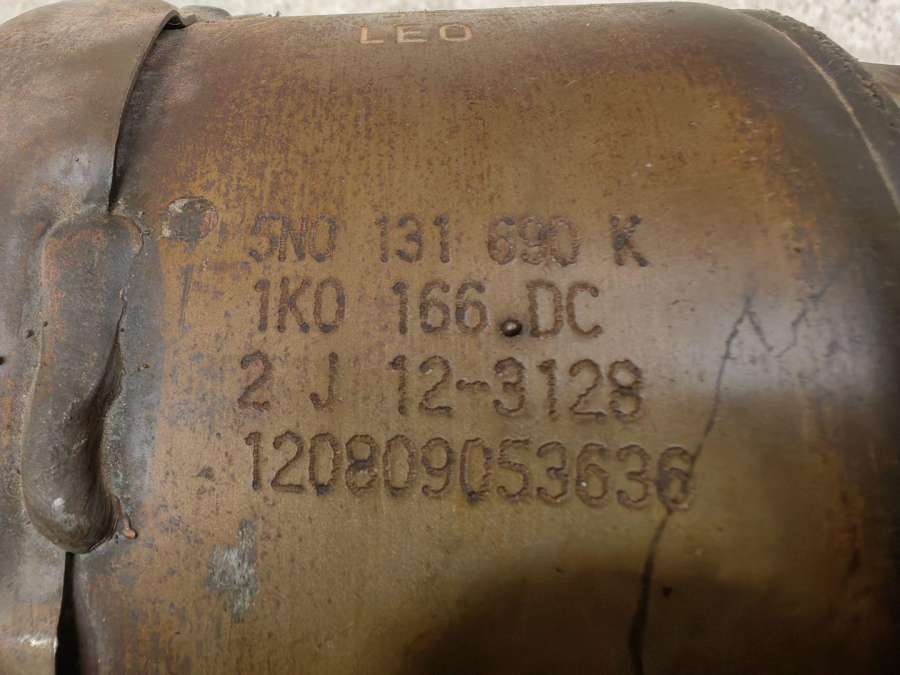 LEO
5N0 131 690 K
1K0 166 DC
2 J 12-3128
120809053636